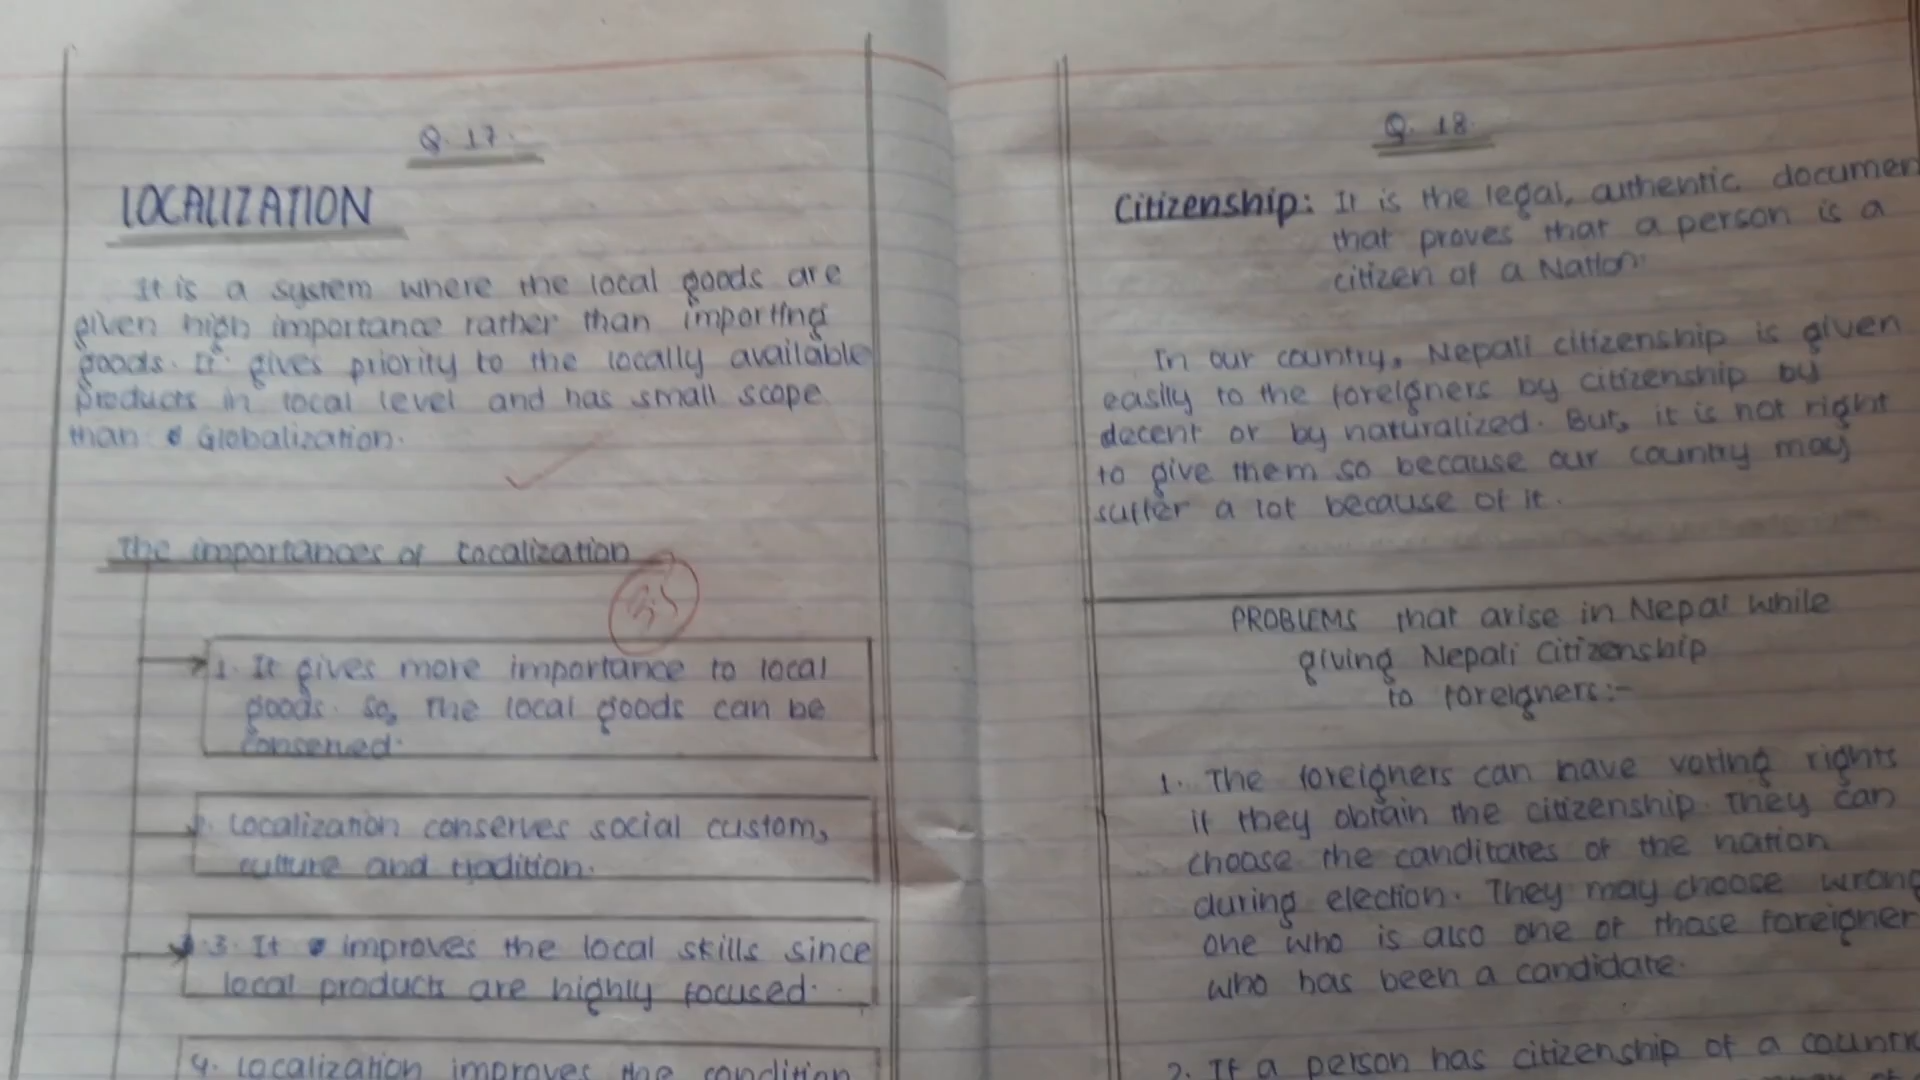 Q. 17.
LOCALIZATION
It is a system where the local goods are
given high importance rather than importing
goods. It gives priority to the locally available
products in local level and has small scope
than Globalization.
The importances of Localization
3.5
1. It gives more importance to local
goods. So, the local goods can be
conserved.
2. Localization conserves social custom,
culture and tradition.
3. It improves the local skills since
local products are highly focused.
4. Localization improves the condition
Q. 18.
Citizenship: It is the legal, authentic documen
that proves that a person is a
citizen of a Nation.
In our country, Nepali citizenship is given
easily to the foreigners by citizenship by
decent or by naturalized. But, it is not right
to give them so because our country may
suffer a lot because of it.
PROBLEMS that arise in Nepal while
giving Nepali Citizenship
to foreigners:-
1. The foreigners can have voting rights
if they obtain the citizenship. They can
choose the canditates of the nation
during election. They may choose wrong
one who is also one of those foreigner
who has been a candidate.
2. If a person has citizenship of a country